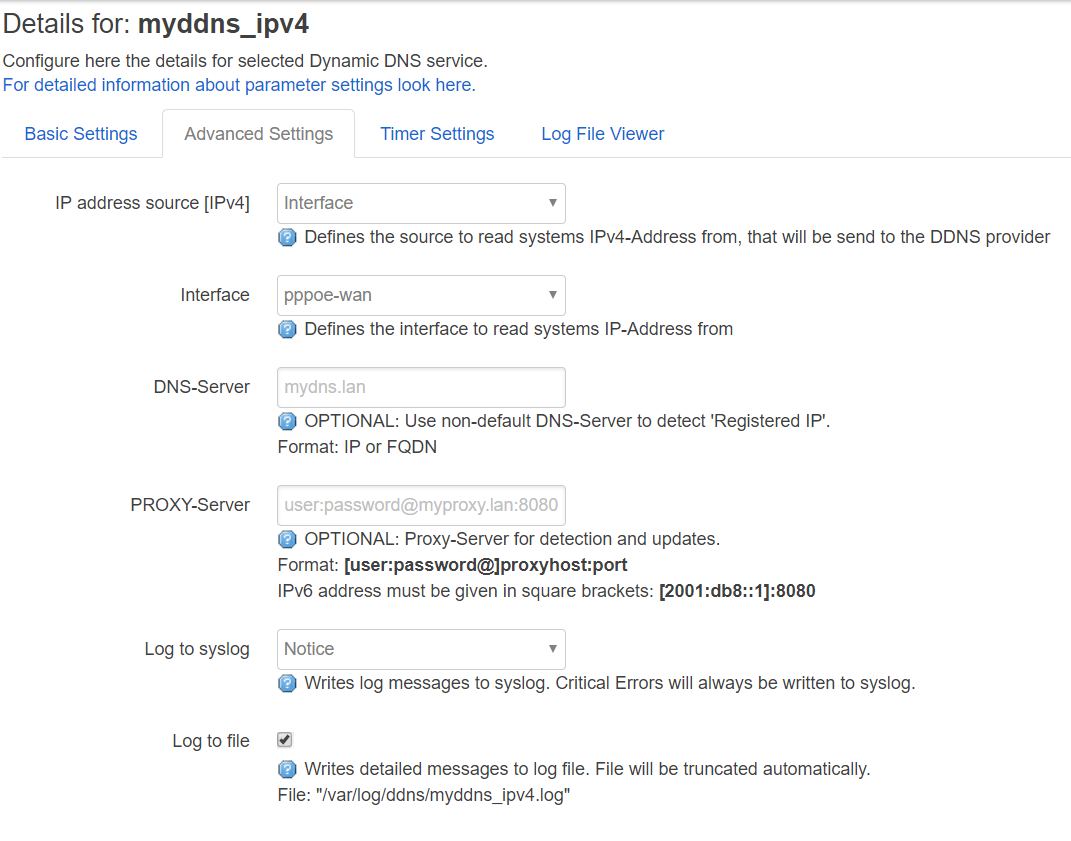 Details for: myddns_ipv4
Configure here the details for selected Dynamic DNS service.
For detailed information about parameter settings look here.
Basic Settings
Advanced Settings
Timer Settings
Log File Viewer
IP address source [IPv4]
Interface
Defines the source to read systems IPv4-Address from, that will be send to the DDNS provider
Interface
pppoe-wan
Defines the interface to read systems IP-Address from
DNS-Server
mydns.lan
OPTIONAL: Use non-default DNS-Server to detect 'Registered IP'.
Format: IP or FQDN
PROXY-Server
user:password@myproxy.lan:8080
OPTIONAL: Proxy-Server for detection and updates.
Format: [user:password@]proxyhost:port
IPv6 address must be given in square brackets: [2001:db8::1]:8080
Log to syslog
Notice
Writes log messages to syslog. Critical Errors will always be written to syslog.
Log to file
Writes detailed messages to log file. File will be truncated automatically.
File: "/var/log/ddns/myddns_ipv4.log"